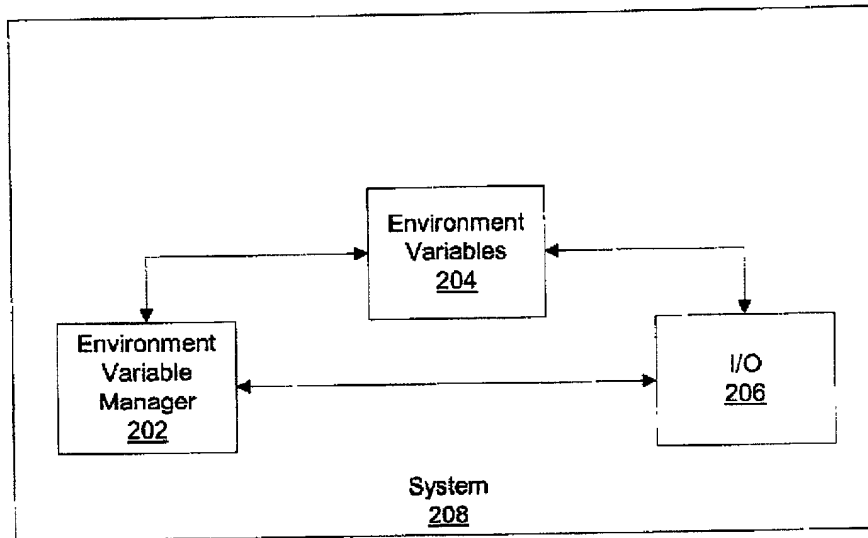 Environment
Variables
204
Environment
Variable
Manager
202
I/O
206
System
208